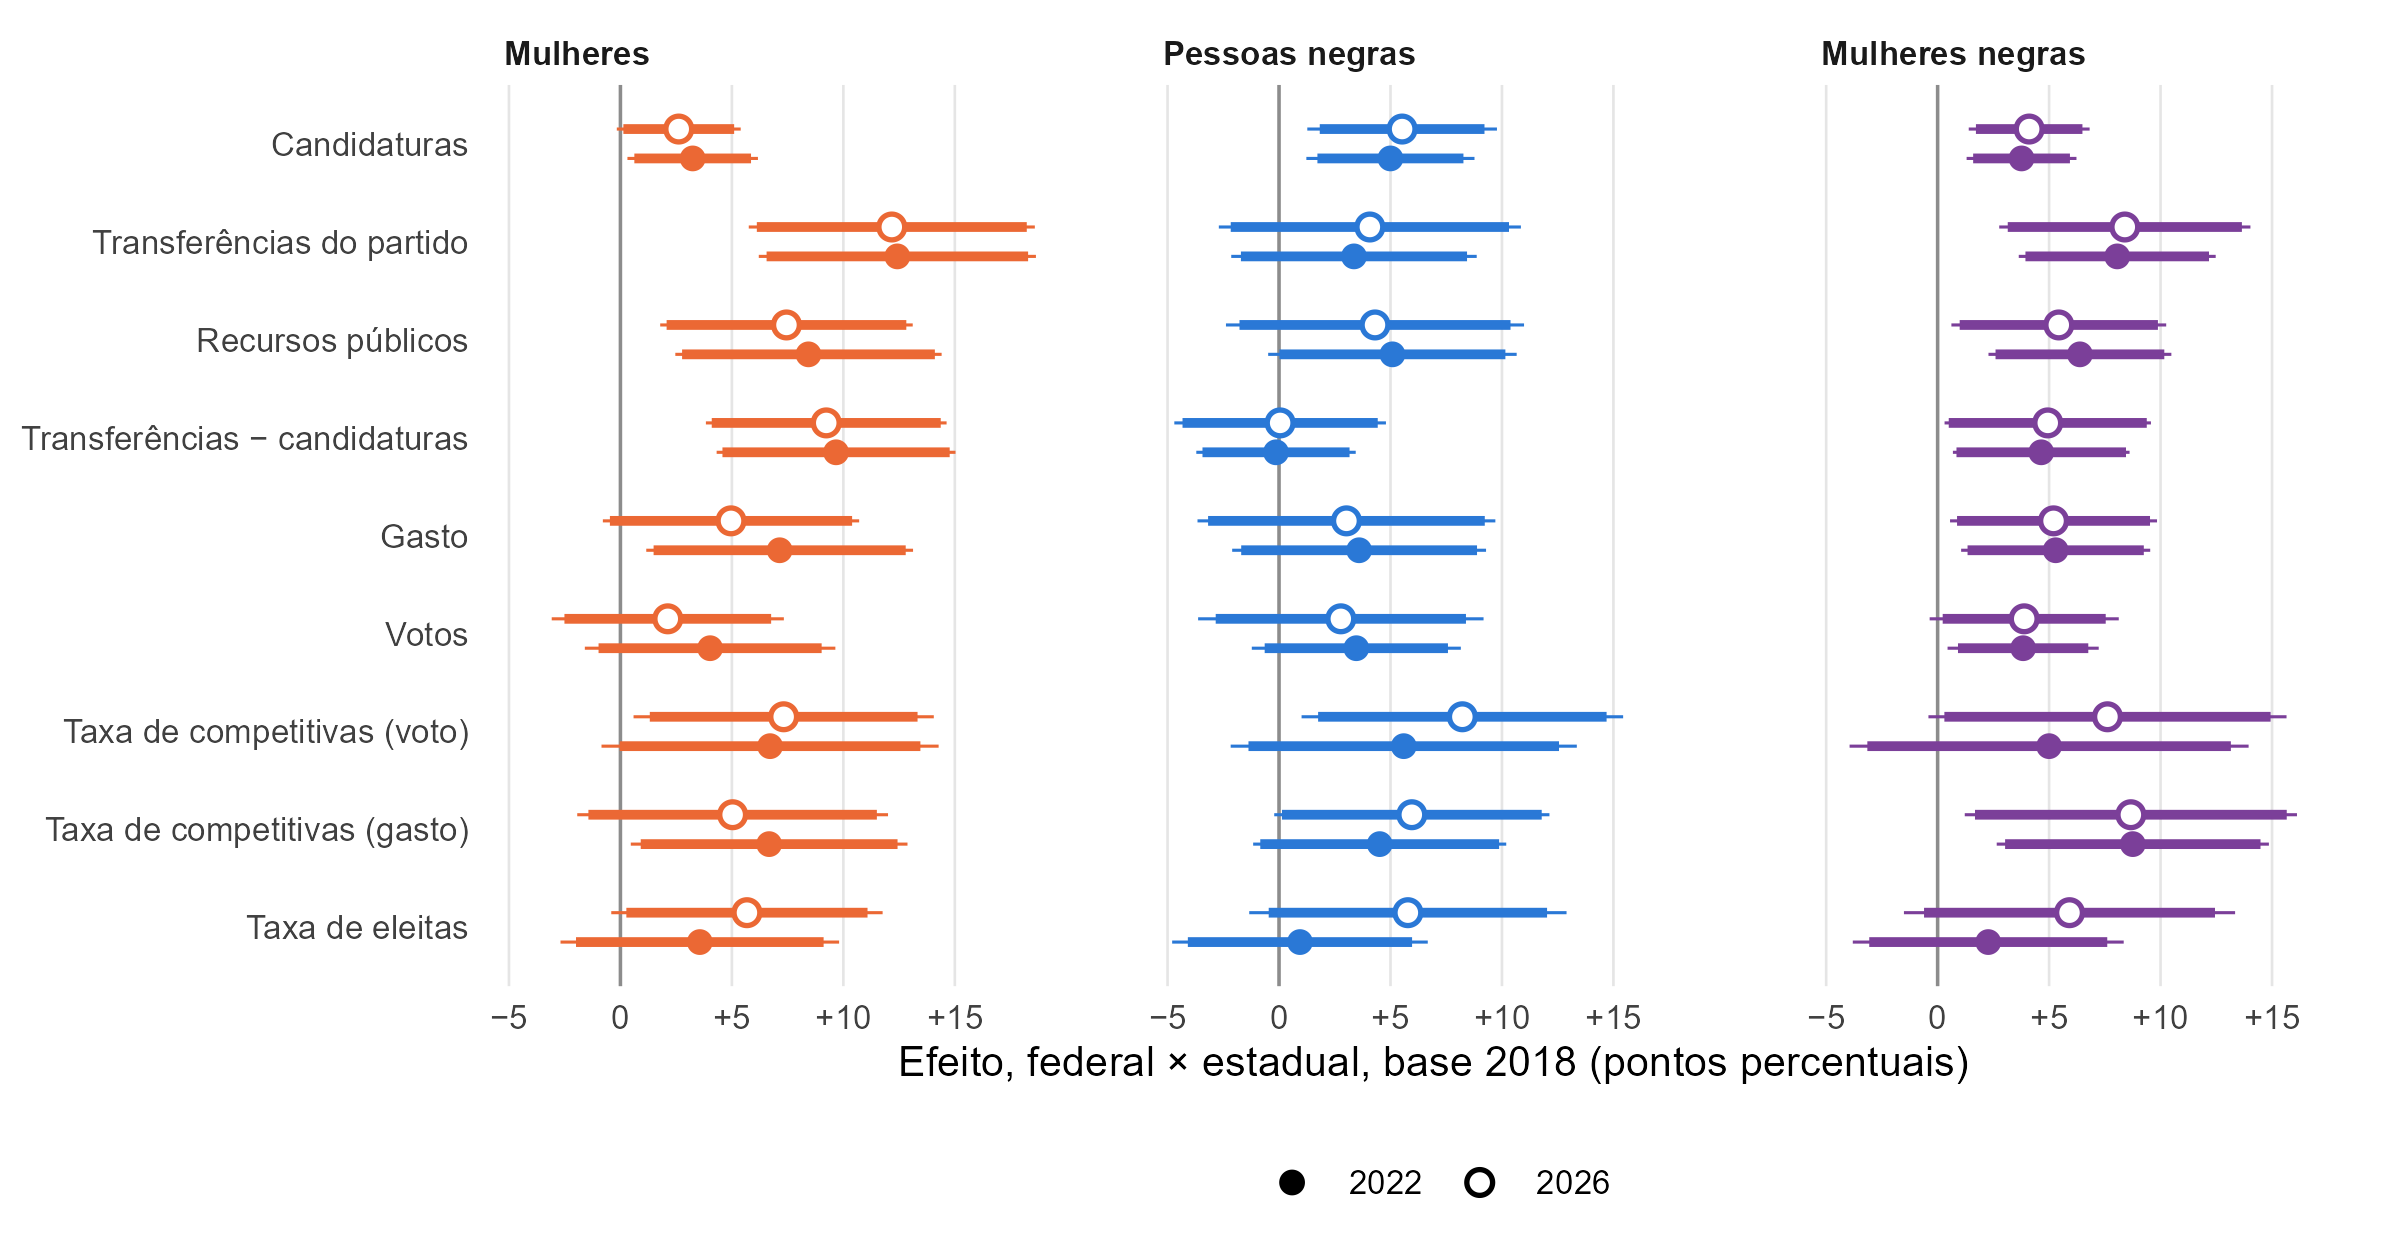 Mulheres
Pessoas negras
Mulheres negras
Candidaturas
Transferências do partido
Recursos públicos
Transferências − candidaturas
Gasto
Votos
Taxa de competitivas (voto)
Taxa de competitivas (gasto)
Taxa de eleitas
−5 0 +5 +10 +15
−5 0 +5 +10 +15
−5 0 +5 +10 +15
Efeito, federal × estadual, base 2018 (pontos percentuais)
2022 2026